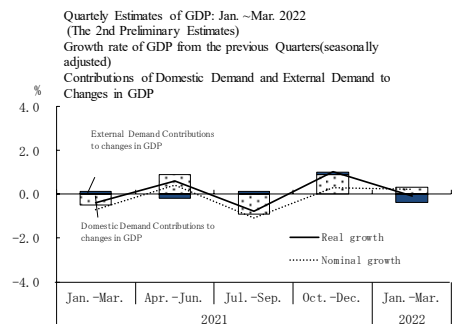 Quartely Estimates of GDP: Jan. ~Mar. 2022
(The 2nd Preliminary Estimates)
Growth rate of GDP from the previous Quarters(seasonally
adjusted)
Contributions of Domestic Demand and External Demand to
Changes in GDP
%
4.0
External Demand Contributions
to changes in GDP
2.0
0.0
Domestic Demand Contributions to
changes in GDP
-2.0
Real growth
Nominal growth
-4.0
Jan.-Mar. Apr.-Jun. Jul.-Sep. Oct.-Dec. Jan.-Mar.
2021 2022